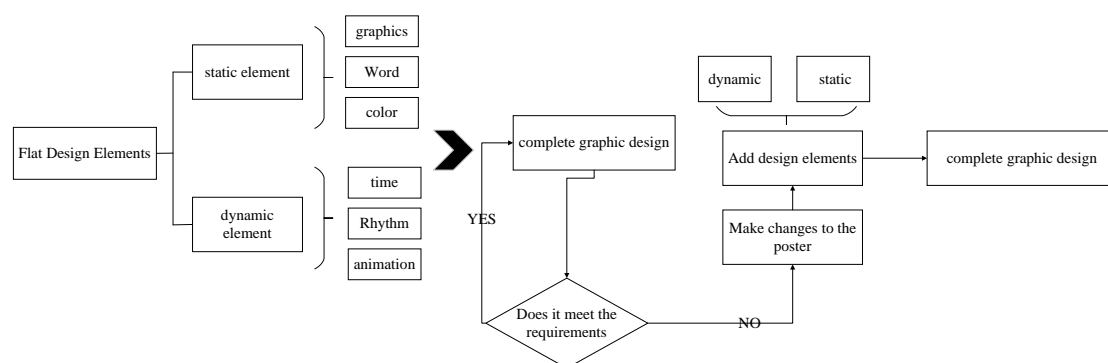 graphics
static element
Word
color
Flat Design Elements
time
dynamic
element
Rhythm
animation
complete graphic design
YES
Does it meet the
requirements
NO
dynamic
static
Add design elements
Make changes to the
poster
complete graphic design